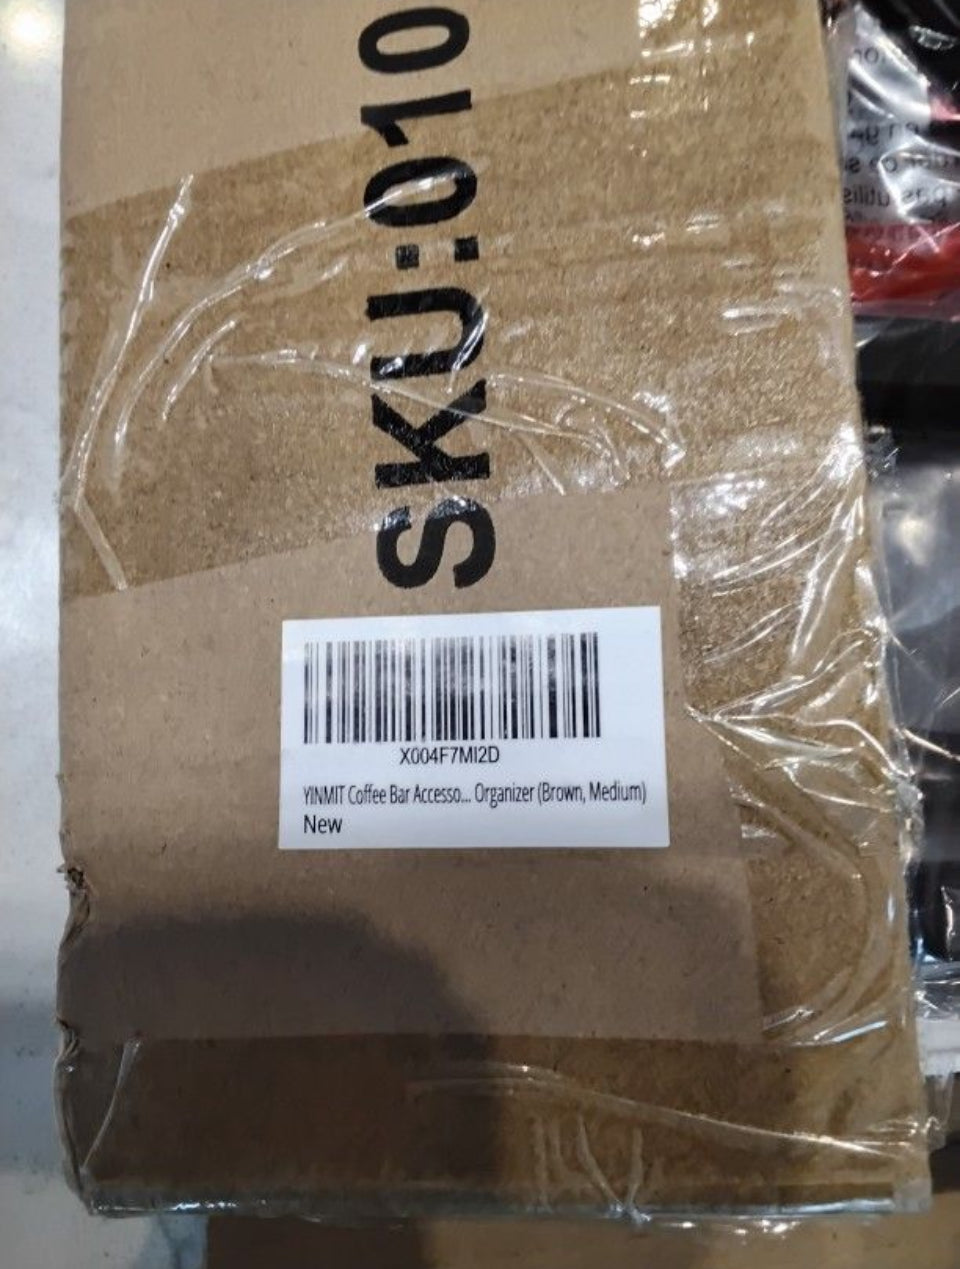 SKU:010
X004F7MI2D
YINMIT Coffee Bar Accesso... Organizer (Brown, Medium)
New